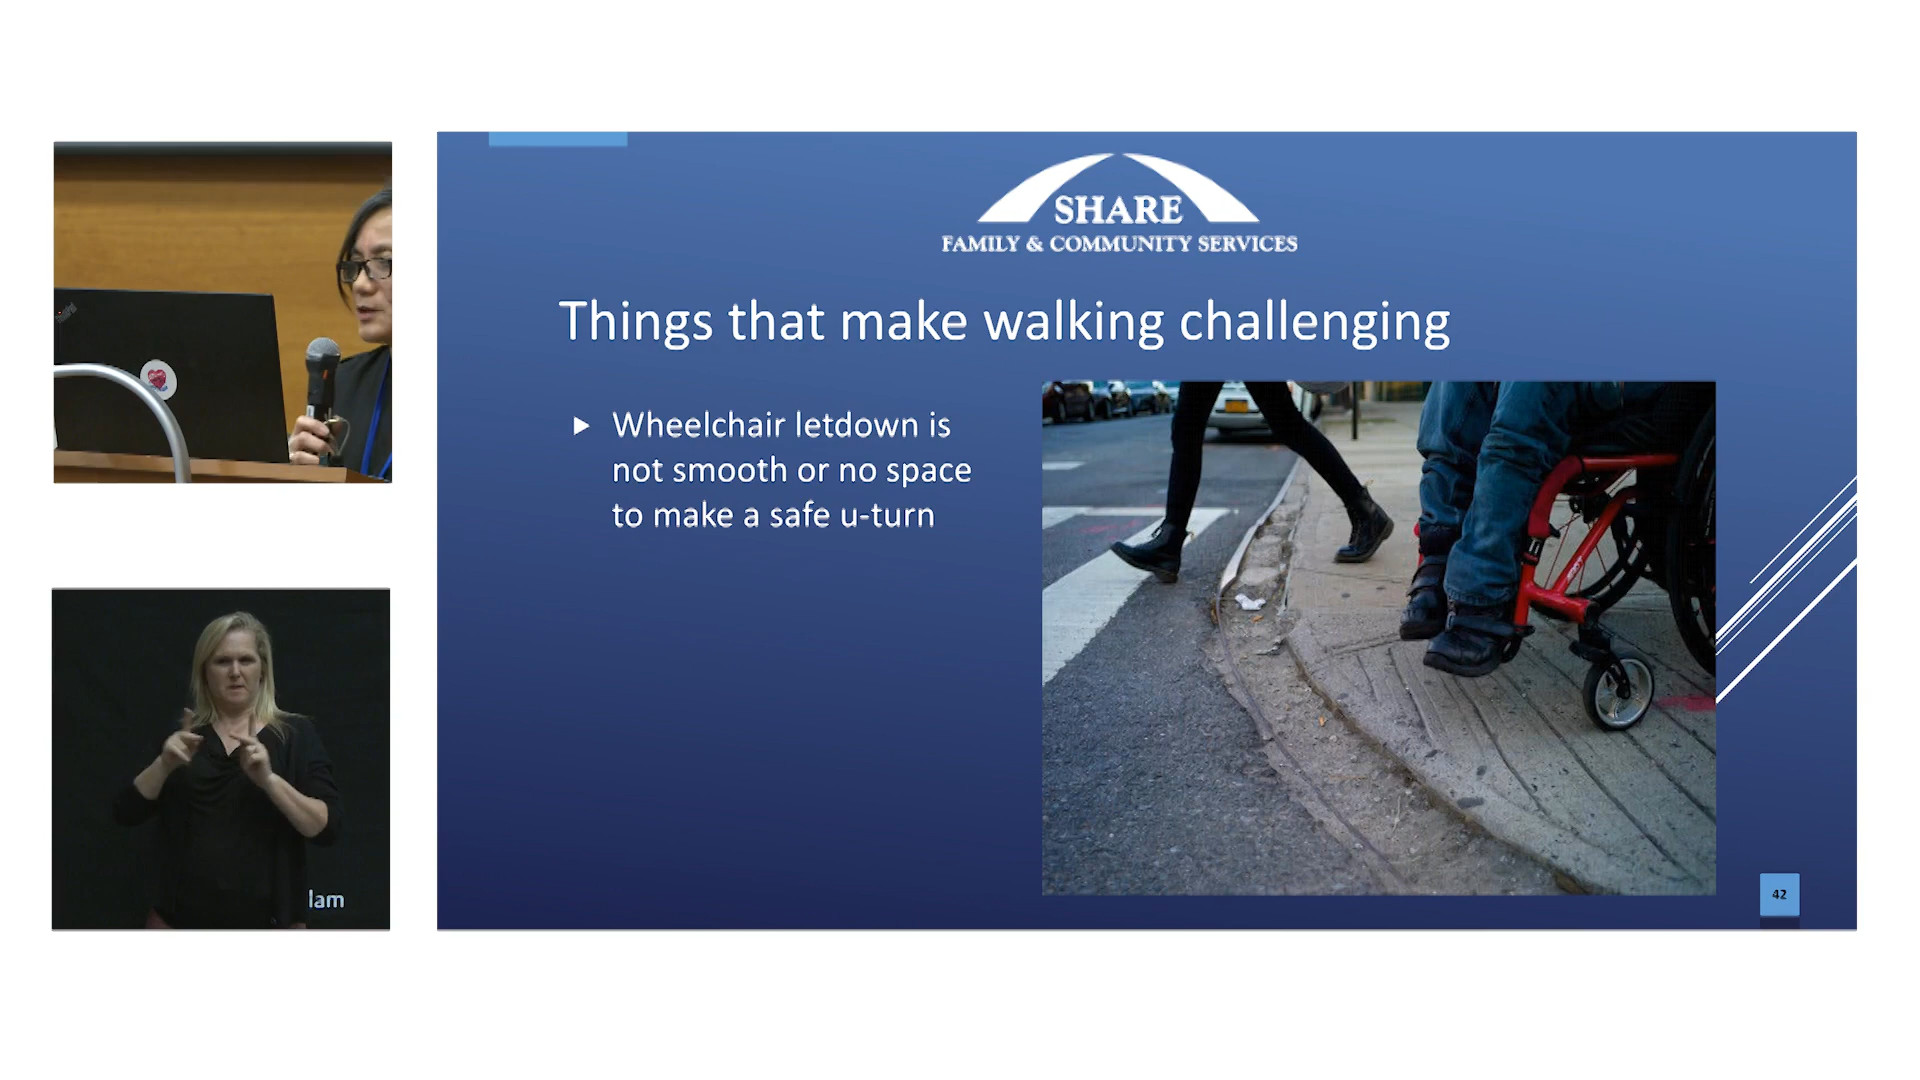 SHARE
FAMILY & COMMUNITY SERVICES
Things that make walking challenging
Wheelchair letdown is
not smooth or no space
to make a safe u-turn
42
ThinkPad
lam